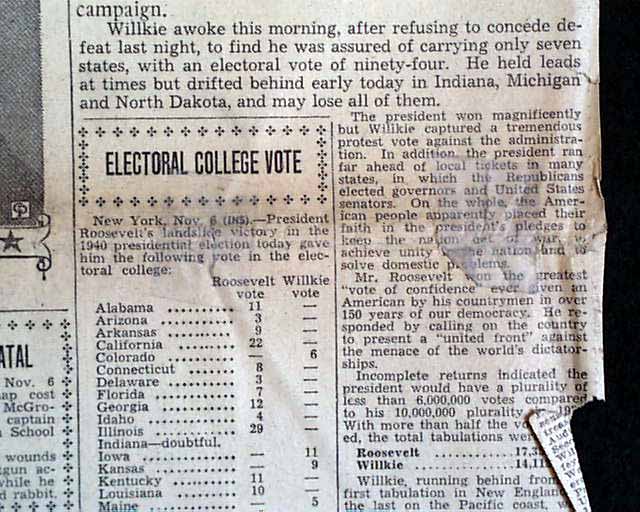 campaign.
Willkie awoke this morning, after refusing to concede de-
feat last night, to find he was assured of carrying only seven
states, with an electoral vote of ninety-four. He held leads
at times but drifted behind early today in Indiana, Michigan
and North Dakota, and may lose all of them.
ELECTORAL COLLEGE VOTE
New York, Nov. 6 (INS).—President
Roosevelt's landslide victory in the
1940 presidential election today gave
him the following vote in the elec-
toral college:
Roosevelt Willkie
vote vote
Alabama ........ 11 —
Arizona ........ 3 —
Arkansas ........ 9 —
California ........ 22 —
Colorado ........ — 6
Connecticut ........ 8 —
Delaware ........ 3 —
Florida ........ 7 —
Georgia ........ 12 —
Idaho ........ 4 —
Illinois ........ 29 —
Indiana—doubtful.
Iowa ........ — 11
Kansas ........ — 9
Kentucky ........ 11 —
Louisiana ........ 10 —
Maine ........ — 5
The president won magnificently
but Willkie captured a tremendous
protest vote against the administra-
tion. In addition, the president ran
far ahead of local tickets in many
states, in which the Republicans
elected governors and United States
senators. On the whole, the Amer-
ican people apparently placed their
faith in the president's pledges to
keep the nation out of war, to
achieve unity the nation and to
solve domestic problems.
Mr. Roosevelt won the greatest
"vote of confidence" ever given an
American by his countrymen in over
150 years of our democracy. He re-
sponded by calling on the country
to present a "united front" against
the menace of the world's dictator-
ships.
Incomplete returns indicated the
president would have a plurality of
less than 6,000,000 votes compared
to his 10,000,000 plurality
With more than half the vo
ed, the total tabulations wer
Roosevelt ........ 17,3
Willkie ........ 14,11
Willkie, running behind from
first tabulation in New England
the last on the Pacific coast, w
ATAL
Nov. 6
ap cost
McGro-
captain
School
wounds
gun ac-
while he
d rabbit.